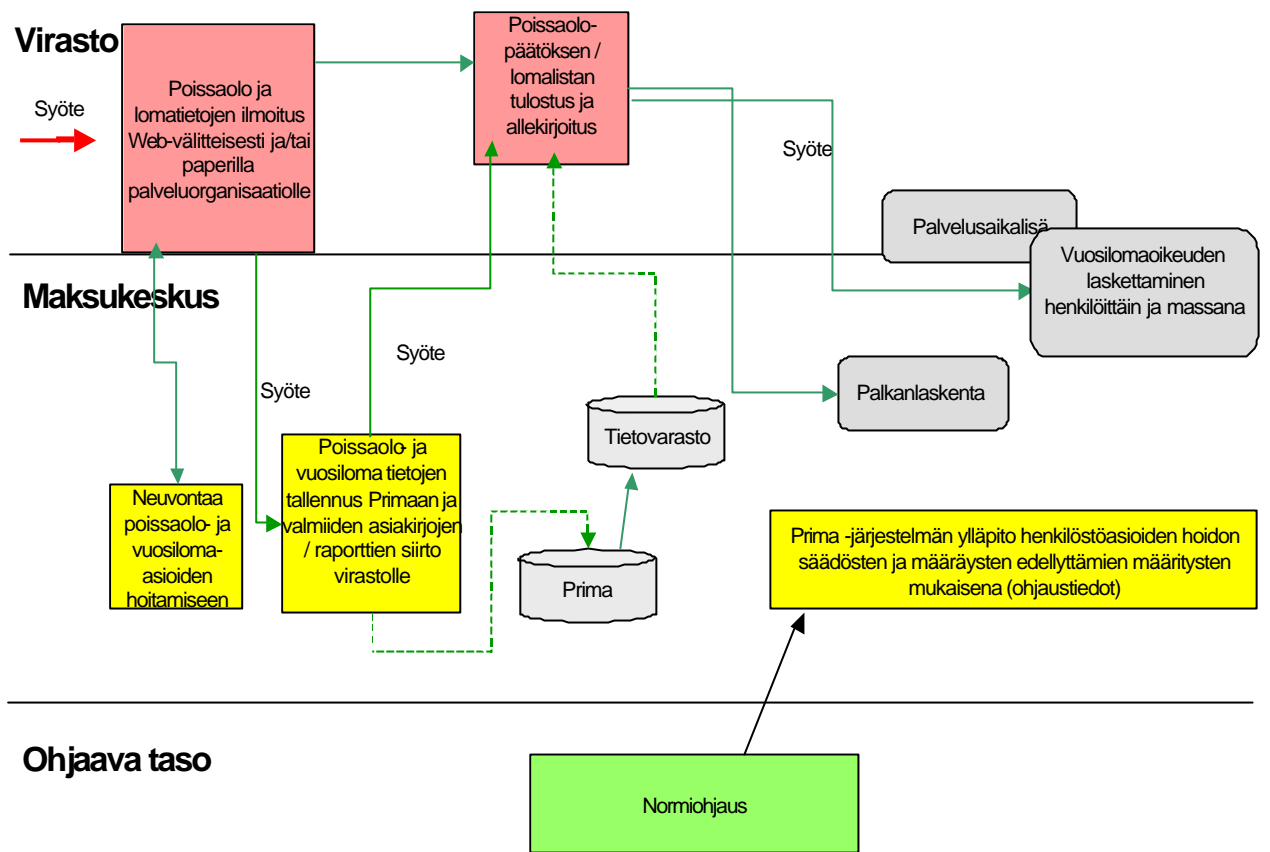 Virasto
Syöte
Poissaolo ja
lomatietojen ilmoitus
Web-välitteisesti ja/tai
paperilla
palveluorganisaatiolle
Poissaolo-
päätöksen /
lomalistan
tulostus ja
allekirjoitus
Syöte
Palvelusaikalisä
Vuosilomaoikeuden
laskettaminen
henkilöittäin ja massana
Maksukeskus
Syöte
Syöte
Palkanlaskenta
Tietovarasto
Neuvontaa
poissaolo- ja
vuosiloma-
asioiden
hoitamiseen
Poissaolo- ja
vuosiloma tietojen
tallennus Primaan ja
valmiiden asiakirjojen
/ raporttien siirto
virastolle
Prima
Prima -järjestelmän ylläpito henkilöstöasioiden hoidon
säädösten ja määräysten edellyttämien määritysten
mukaisena (ohjaustiedot)
Ohjaava taso
Normiohjaus